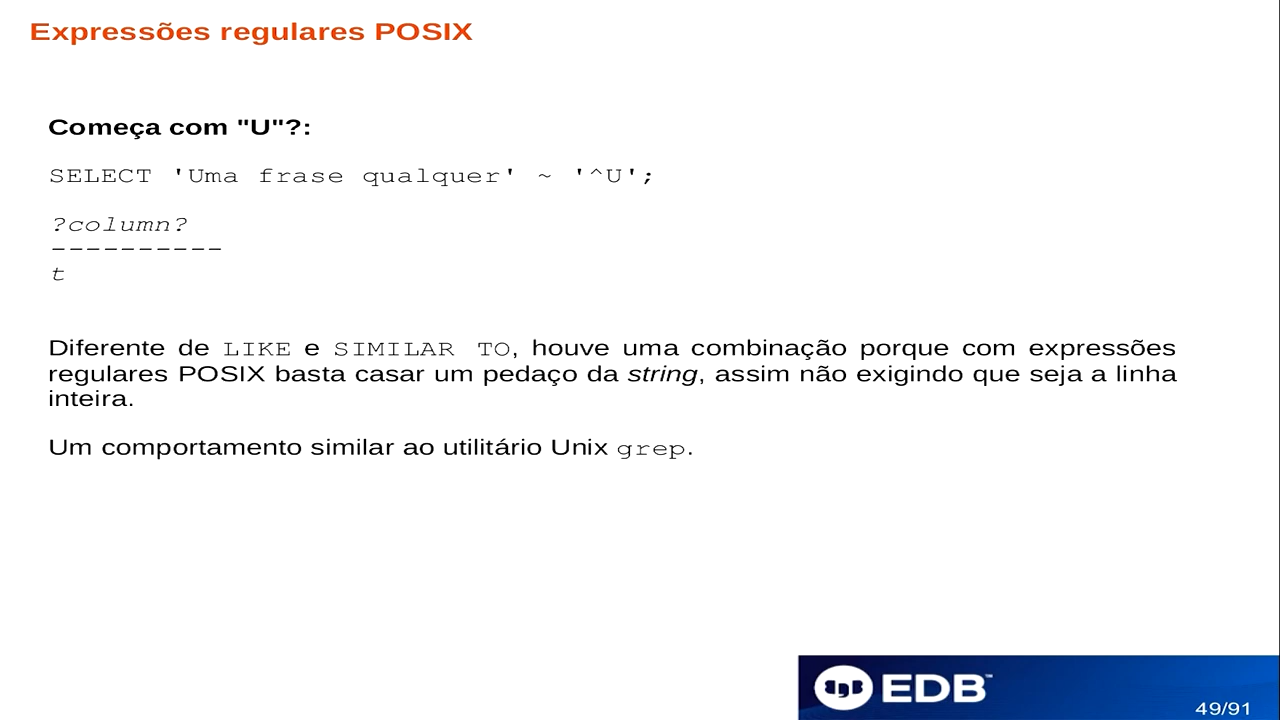 Expressões regulares POSIX
Começa com "U"?:
SELECT 'Uma frase qualquer' ~ '^U';
?column?
----------
t
Diferente de LIKE e SIMILAR TO, houve uma combinação porque com expressões
regulares POSIX basta casar um pedaço da string, assim não exigindo que seja a linha
inteira.
Um comportamento similar ao utilitário Unix grep.
EDB™
49/91